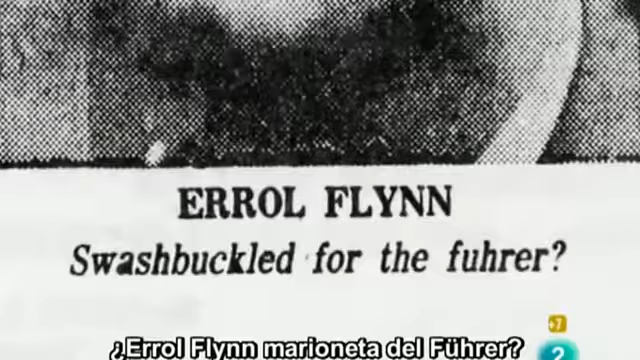 ERROL FLYNN
Swashbuckled for the fuhrer?
+7
¿Errol Flynn marioneta del Führer?
2